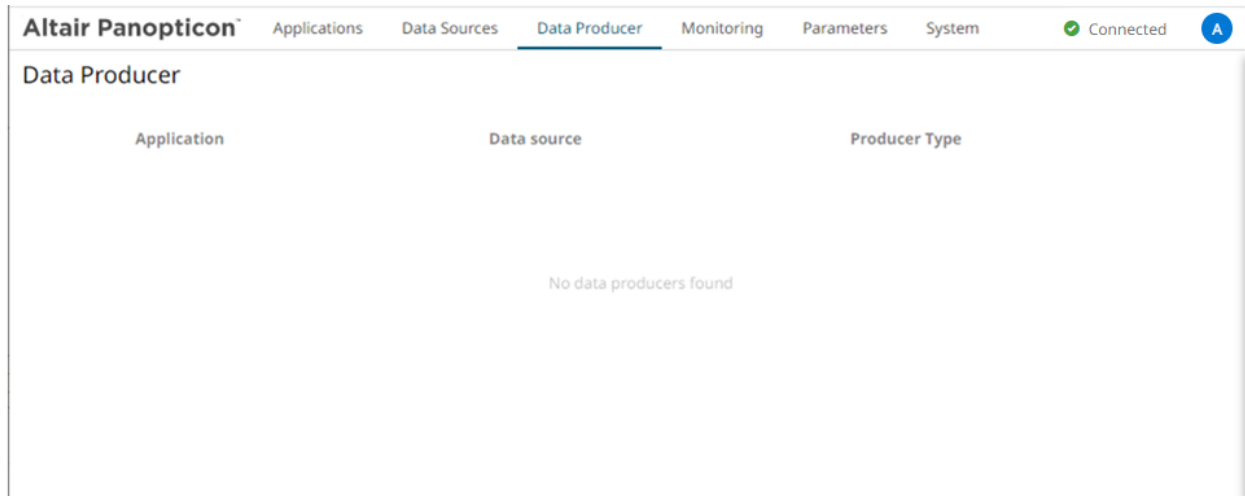 Altair Panopticon™ Applications Data Sources Data Producer Monitoring Parameters System Connected A
Data Producer
Application Data source Producer Type
No data producers found